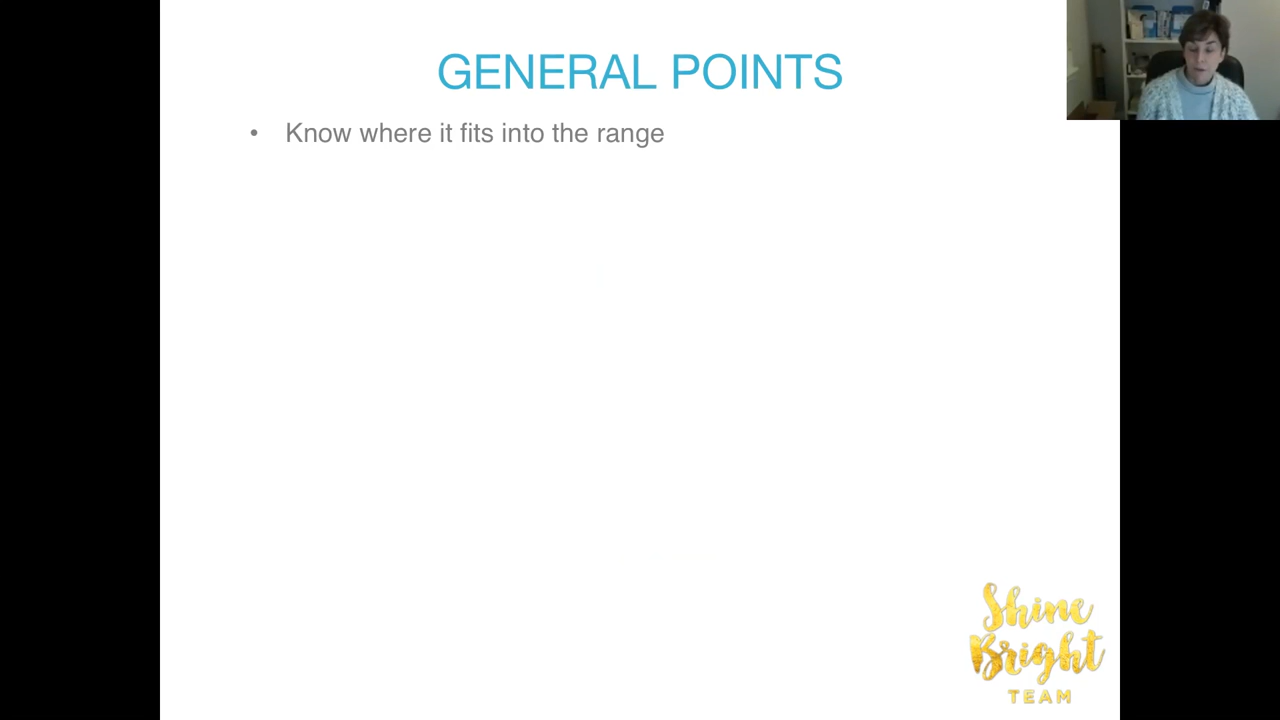 GENERAL POINTS
• Know where it fits into the range
Shine
Bright
TEAM